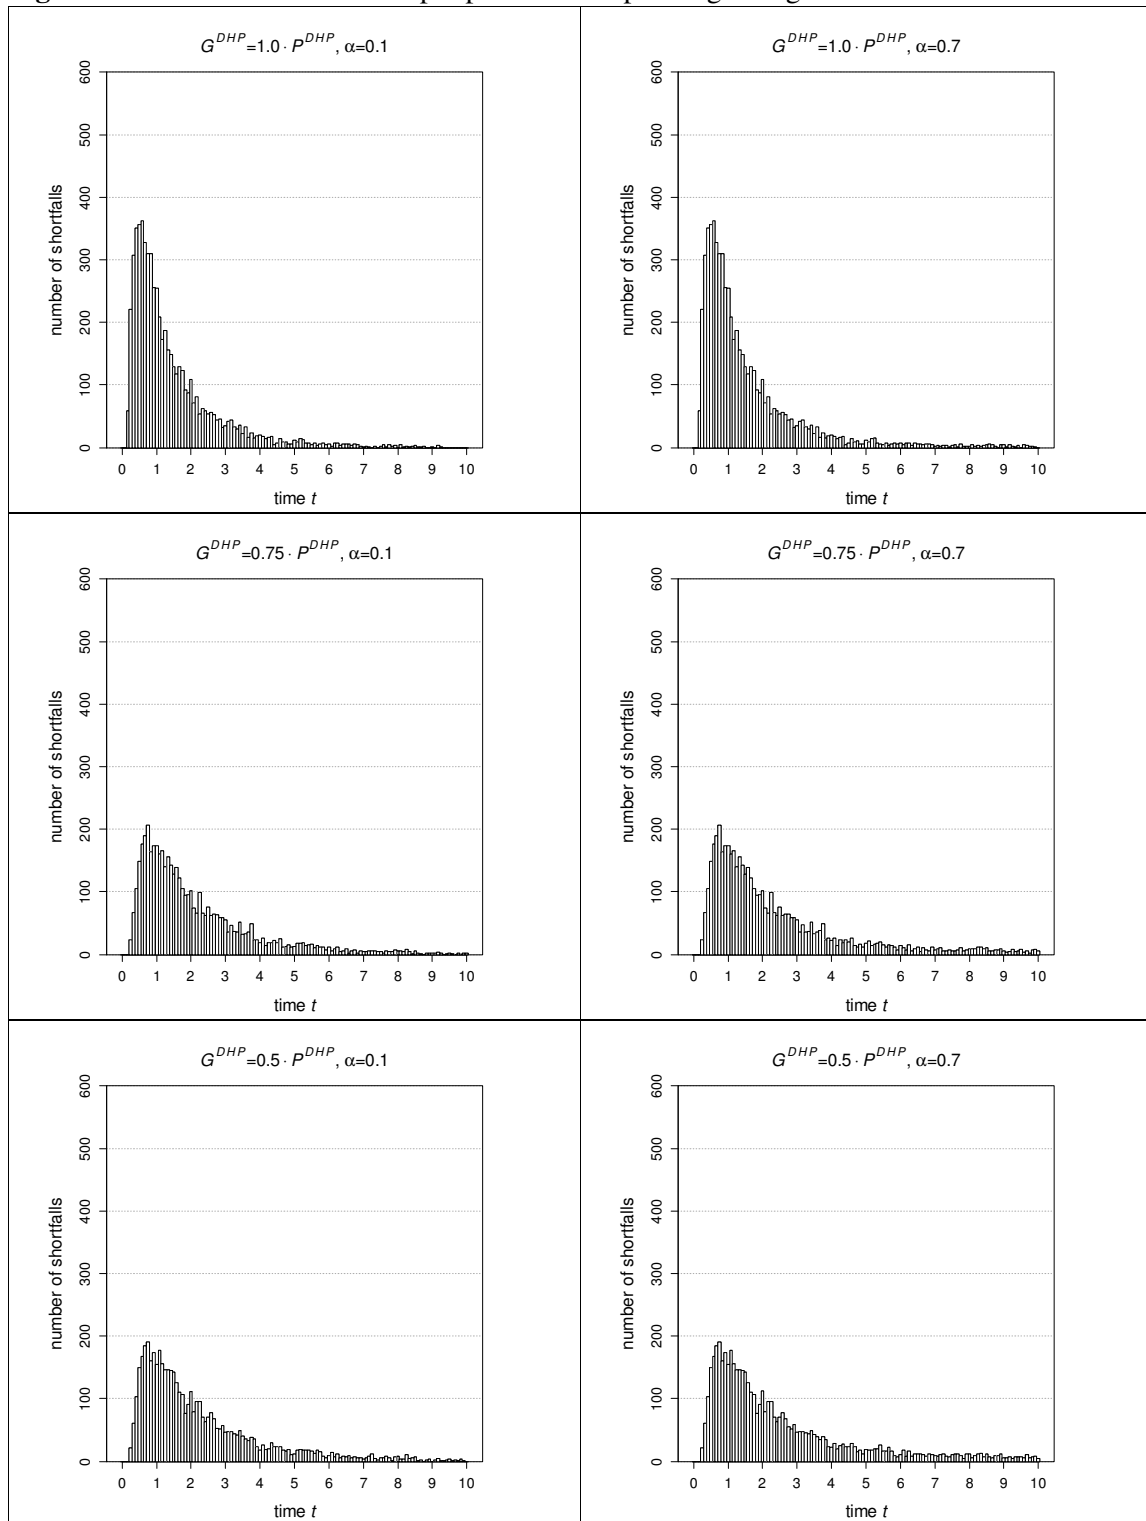 G^DHP=1.0 · P^DHP, α=0.1
600
500
400
300
200
100
0
number of shortfalls
0 1 2 3 4 5 6 7 8 9 10
time t
G^DHP=1.0 · P^DHP, α=0.7
600
500
400
300
200
100
0
number of shortfalls
0 1 2 3 4 5 6 7 8 9 10
time t
G^DHP=0.75 · P^DHP, α=0.1
600
500
400
300
200
100
0
number of shortfalls
0 1 2 3 4 5 6 7 8 9 10
time t
G^DHP=0.75 · P^DHP, α=0.7
600
500
400
300
200
100
0
number of shortfalls
0 1 2 3 4 5 6 7 8 9 10
time t
G^DHP=0.5 · P^DHP, α=0.1
600
500
400
300
200
100
0
number of shortfalls
0 1 2 3 4 5 6 7 8 9 10
time t
G^DHP=0.5 · P^DHP, α=0.7
600
500
400
300
200
100
0
number of shortfalls
0 1 2 3 4 5 6 7 8 9 10
time t